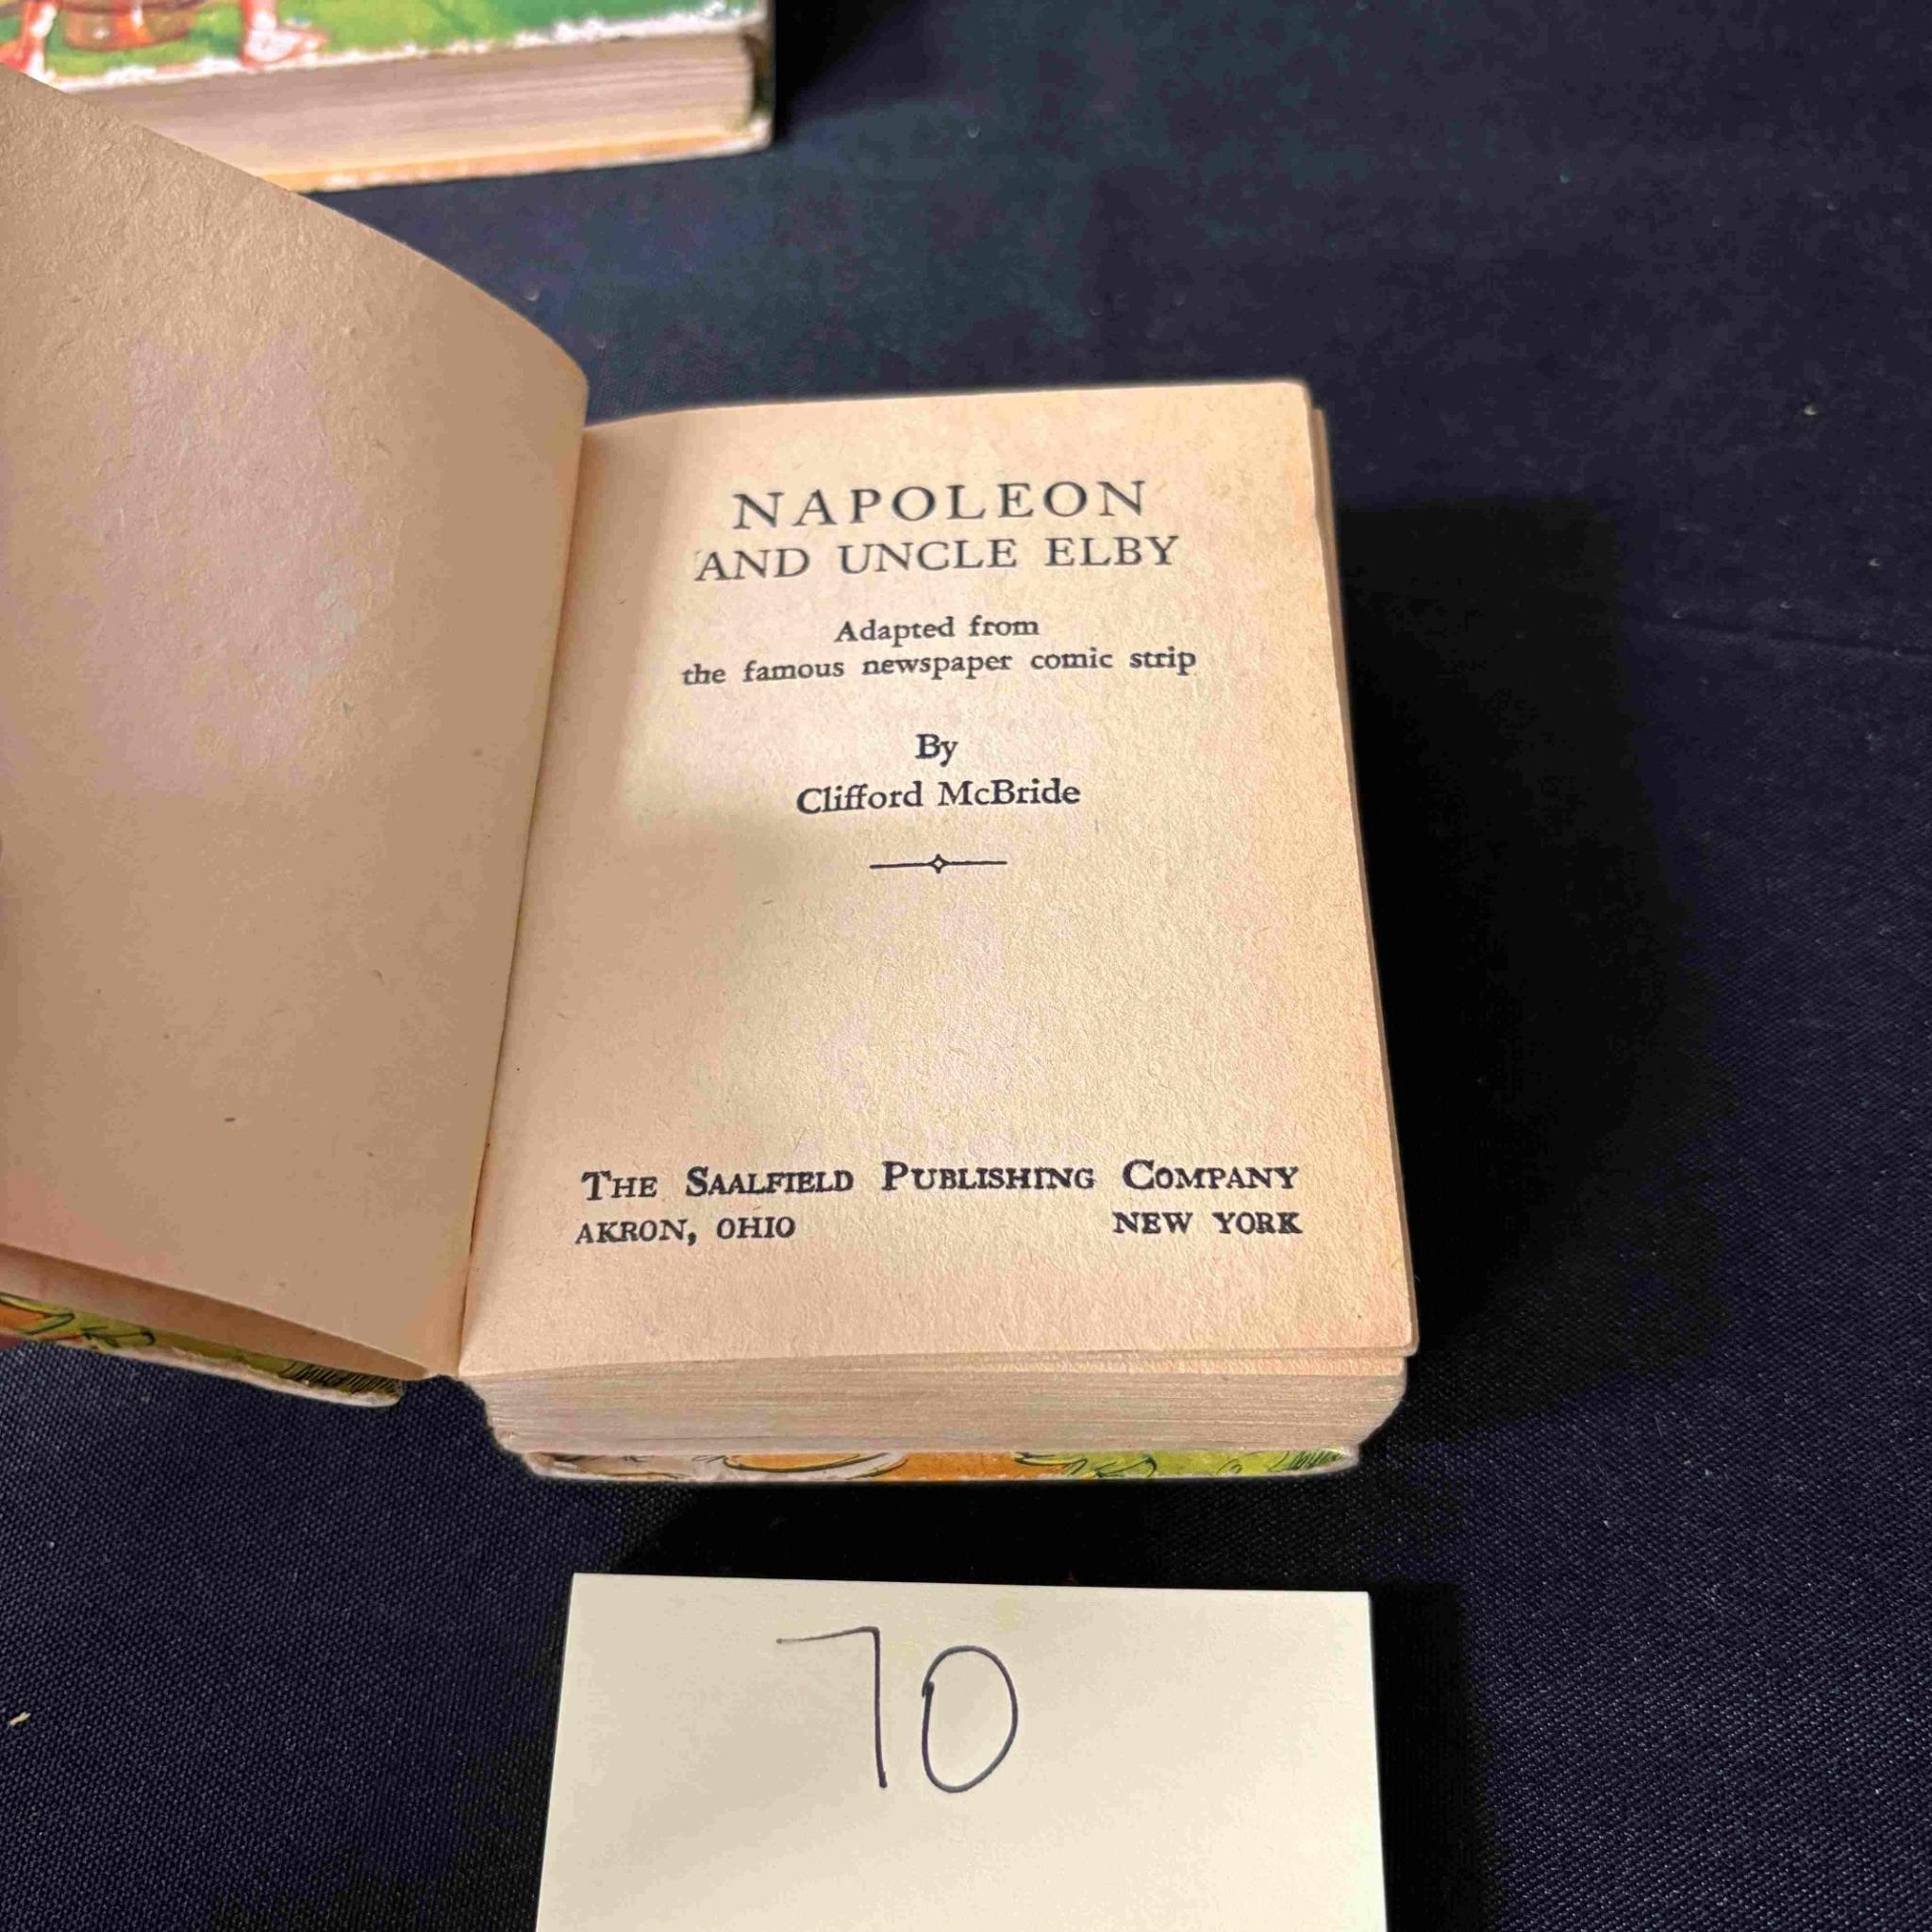 NAPOLEON
AND UNCLE ELBY
Adapted from
the famous newspaper comic strip
By
Clifford McBride
THE SAALFIELD PUBLISHING COMPANY
AKRON, OHIO NEW YORK
70